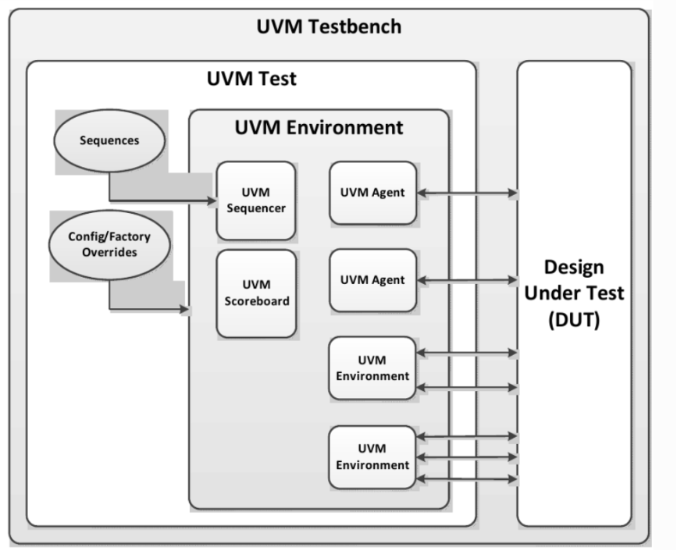 UVM Testbench
UVM Test
Sequences
Config/Factory
Overrides
UVM Environment
UVM
Sequencer
UVM Agent
UVM
Scoreboard
UVM Agent
UVM
Environment
UVM
Environment
Design
Under Test
(DUT)